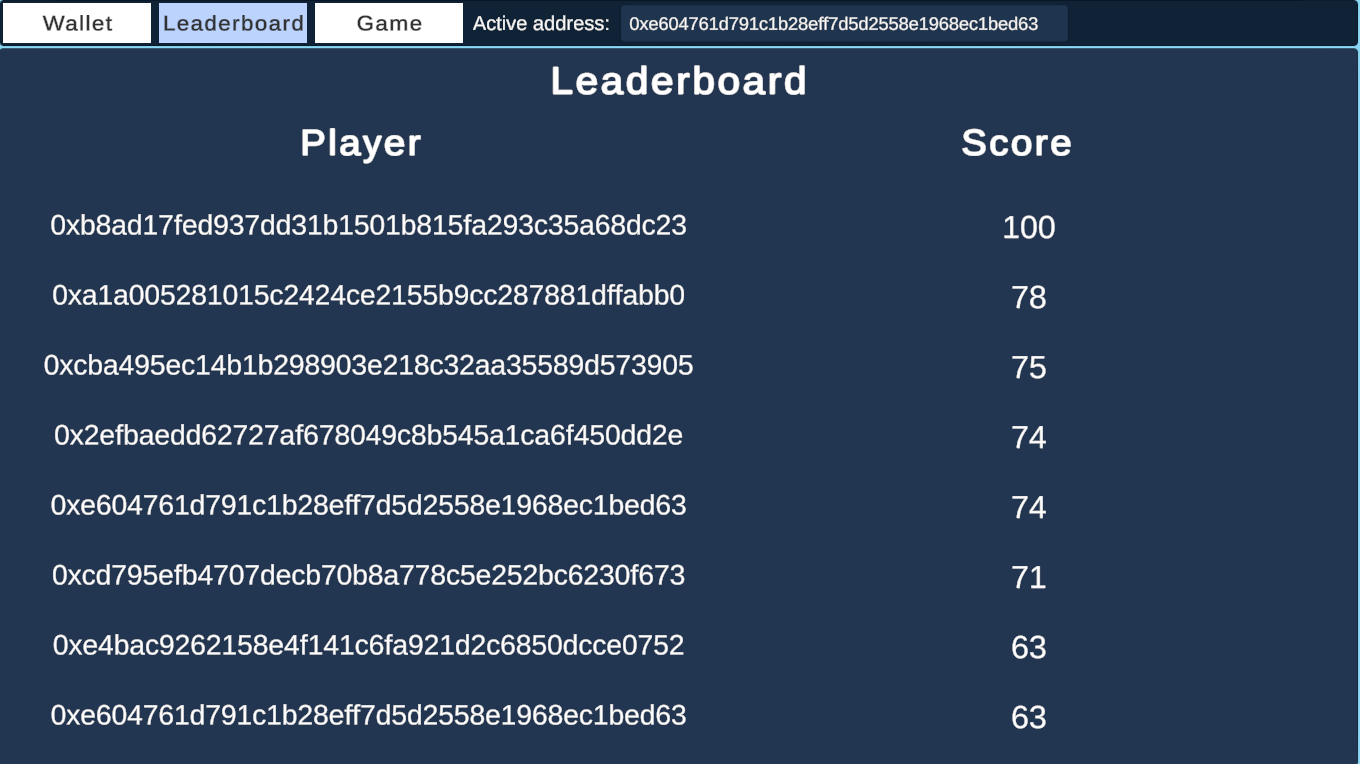 Wallet Leaderboard Game Active address: 0xe604761d791c1b28eff7d5d2558e1968ec1bed63
Leaderboard
Player Score
0xb8ad17fed937dd31b1501b815fa293c35a68dc23 100
0xa1a005281015c2424ce2155b9cc287881dffabb0 78
0xcba495ec14b1b298903e218c32aa35589d573905 75
0x2efbaedd62727af678049c8b545a1ca6f450dd2e 74
0xe604761d791c1b28eff7d5d2558e1968ec1bed63 74
0xcd795efb4707decb70b8a778c5e252bc6230f673 71
0xe4bac9262158e4f141c6fa921d2c6850dcce0752 63
0xe604761d791c1b28eff7d5d2558e1968ec1bed63 63